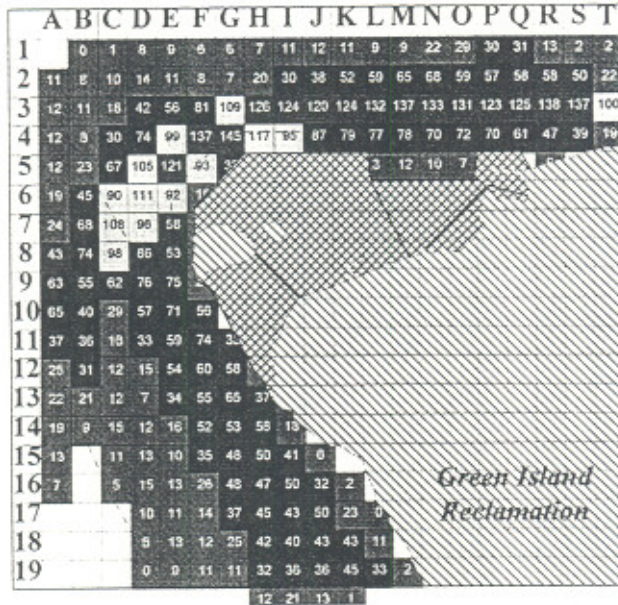 A B C D E F G H I J K L M N O P Q R S T
1 0 1 8 9 6 6 7 11 12 11 9 9 22 29 30 31 13 2 2
2 11 8 10 14 11 8 7 20 30 38 52 59 65 68 59 57 58 58 50 22
3 12 11 18 42 56 81 109 126 124 120 124 132 137 133 131 123 125 138 137 100
4 12 8 30 74 99 137 145 117 95 87 79 77 78 70 72 70 61 47 39 19
5 12 23 67 105 121 93 3 12 10 7
6 19 45 90 111 92
7 24 68 108 96 58
8 43 74 98 66 53
9 63 55 62 76 75
10 65 40 29 57 71 56
11 37 36 18 33 59 74
12 25 31 12 15 54 60 58
13 22 21 12 7 34 55 65 37
14 19 9 15 12 16 52 53 56 13
15 13 11 13 10 35 48 50 41 6
16 7 5 15 13 26 48 47 50 32 2
Green Island
17 10 11 14 37 45 43 50 23 0
Reclamation
18 5 13 12 25 42 40 43 43 11
19 0 9 11 11 32 36 36 45 33 2
12 21 13 1